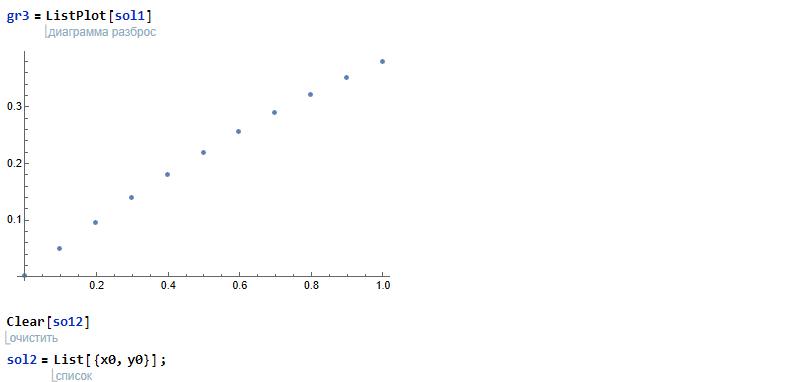 gr3 = ListPlot[sol1]
диаграмма разброс
0.3
0.2
0.1
0.2 0.4 0.6 0.8 1.0
Clear[so12]
очистить
sol2 = List[{x0, y0}];
список